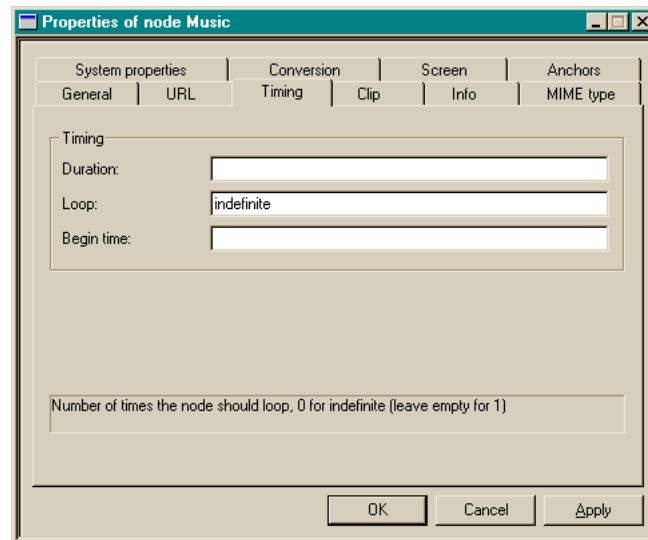 Properties of node Music
System properties Conversion Screen Anchors
General URL Timing Clip Info MIME type
Timing
Duration:
Loop: indefinite
Begin time:
Number of times the node should loop, 0 for indefinite (leave empty for 1)
OK Cancel Apply